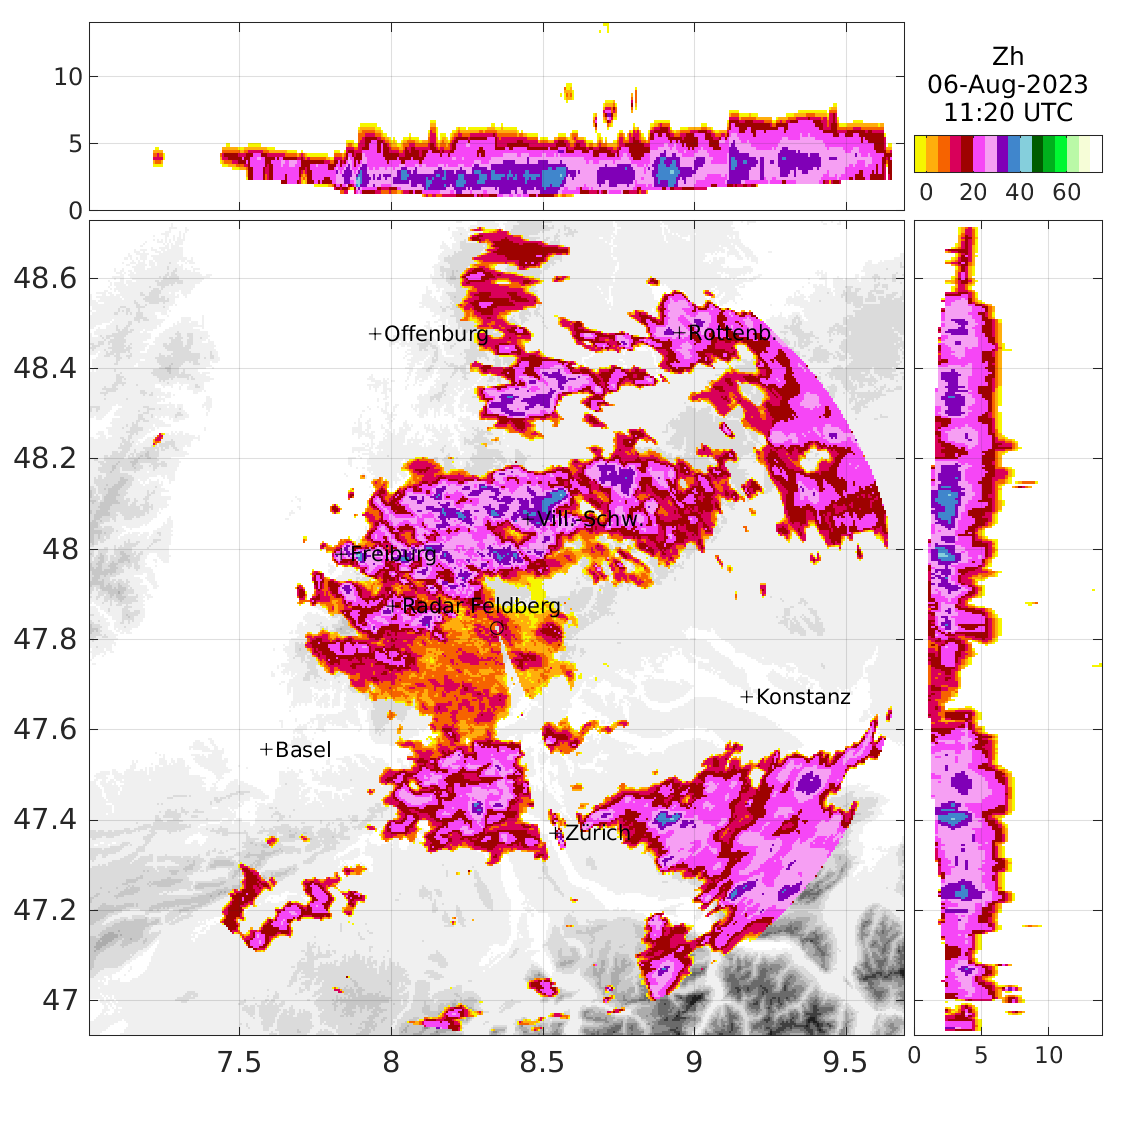 Zh
06-Aug-2023
11:20 UTC
0 20 40 60
10
5
0
48.6
48.4
48.2
48
47.8
47.6
47.4
47.2
47
Offenburg
Rottenb.
Vill.-Schw.
Freiburg
Radar Feldberg
Konstanz
Basel
Zürich
7.5 8 8.5 9 9.5
0 5 10